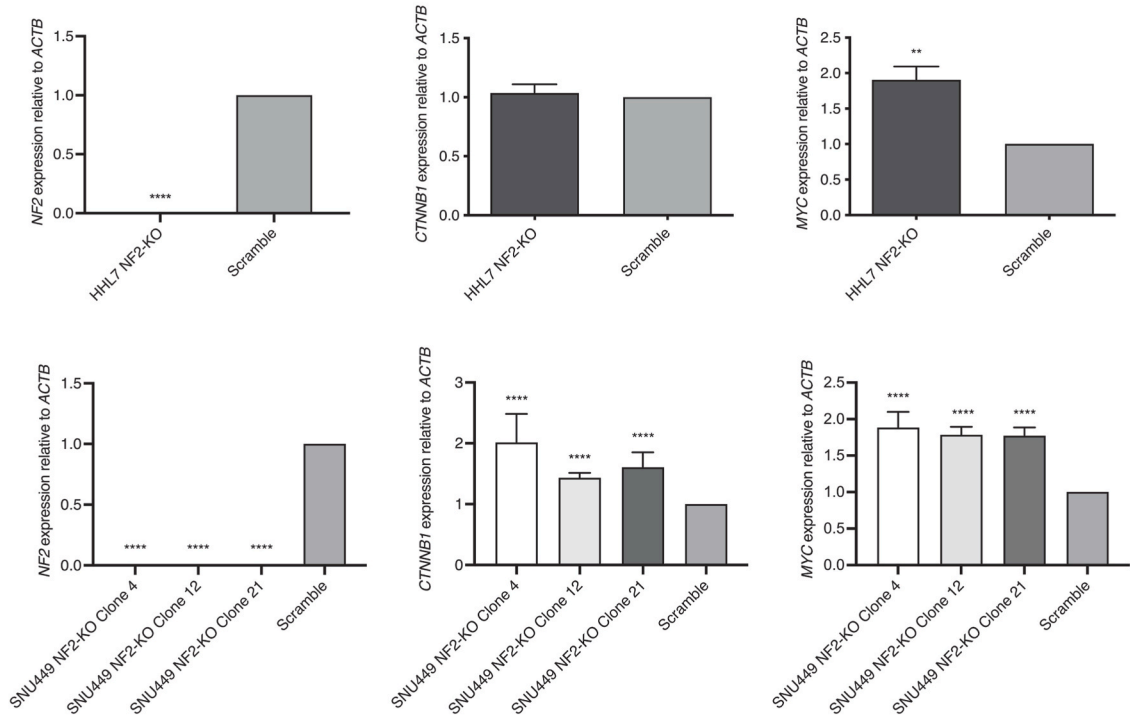 NF2 expression relative to ACTB
1.5
1.0
0.5
0.0
****
HHL7 NF2-KO
Scramble
CTNNB1 expression relative to ACTB
1.5
1.0
0.5
0.0
HHL7 NF2-KO
Scramble
MYC expression relative to ACTB
2.5
2.0
1.5
1.0
0.5
0.0
**
HHL7 NF2-KO
Scramble
NF2 expression relative to ACTB
1.5
1.0
0.5
0.0
**** **** ****
SNU449 NF2-KO Clone 4
SNU449 NF2-KO Clone 12
SNU449 NF2-KO Clone 21
Scramble
CTNNB1 expression relative to ACTB
3
2
1
0
**** **** ****
SNU449 NF2-KO Clone 4
SNU449 NF2-KO Clone 12
SNU449 NF2-KO Clone 21
Scramble
MYC expression relative to ACTB
2.5
2.0
1.5
1.0
0.5
0.0
**** **** ****
SNU449 NF2-KO Clone 4
SNU449 NF2-KO Clone 12
SNU449 NF2-KO Clone 21
Scramble